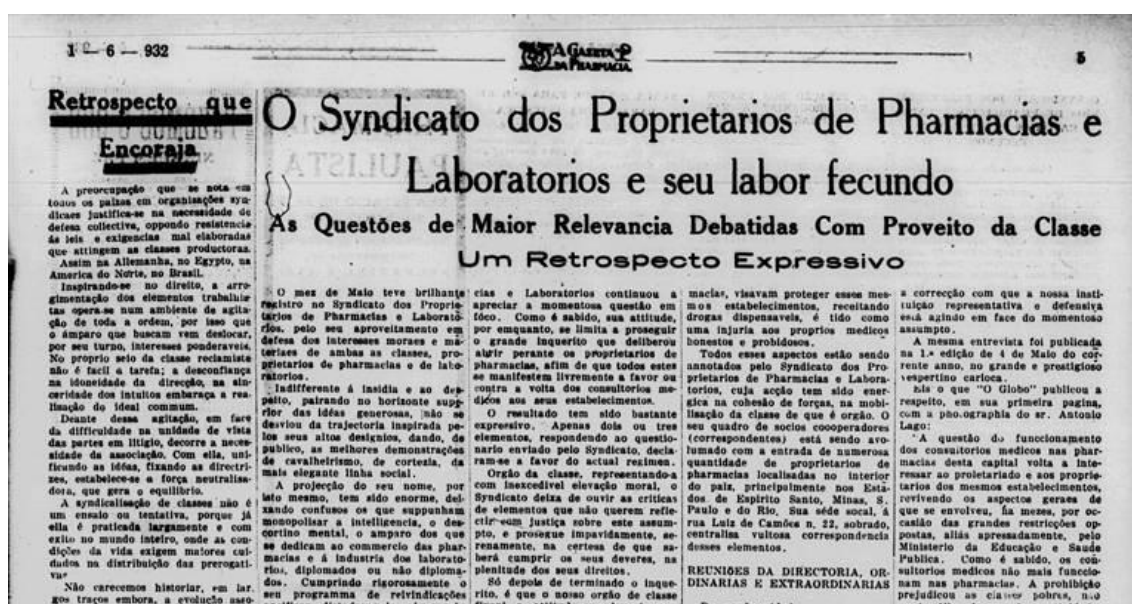 1 — 6 — 932
A GAZETA DA PHARMACIA
5
Retrospecto que
Encoraja
A preoccupação que se nota em
todos os paizes em organisações syn-
dicaes justifica-se na necessidade de
defesa collectiva, oppondo resistencia
ás leis e exigencias mal elaboradas
que attingem as classes productoras.
Assim na Allemanha, no Egypto, na
America do Norte, no Brasil.
Inspirando-se no direito, a arre-
gimentação dos elementos trabalhis-
tas opera-se num ambiente de agita-
ção de toda a ordem, por isso que
o amparo que buscam vem deslocar,
por seu turno, interesses ponderaveis.
No proprio seio da classe reclamiste
não é facil a tarefa; a desconfiança
na idoneidade da direcção, na sin-
ceridade dos intuitos embaraça a rea-
lisação do ideal commum.
Deante dessa agitação, em face
da difficuldade na unidade de vista
das partes em litigio, decorre a neces-
sidade da associação. Com ella, uni-
ficando as idéas, fixando as directri-
zes, estabelece-se a força neutralisa-
dora, que gera o equilibrio.
A syndicalisação de classes não é
um ensaio ou tentativa, porque já
ella é praticada largamente e com
exito no mundo inteiro, onde as con-
dições da vida exigem maiores cui-
dados na distribuição das prerogati-
vas
Não carecemos historiar, em lar-
gos traços embora, a evolução asso-
O Syndicato dos Proprietarios de Pharmacias e
Laboratorios e seu labor fecundo
As Questões de Maior Relevancia Debatidas Com Proveito da Classe
Um Retrospecto Expressivo
O mez de Maio teve brilhante
registro no Syndicato dos Proprie-
tarios de Pharmacias e Laborato-
rios, pelo seu aproveitamento em
defesa dos interesses moraes e ma-
teriaes de ambas as classes, pro-
prietarios de pharmacias e de labo-
ratorios.
Indifferente á insidia e ao des-
peito, pairando no horizonte supe-
rior das idéas generosas, não se
desviou da trajectoria inspirada pe-
los seus altos designios, dando, de
publico, as melhores demonstrações
de cavalheirismo, de cortezia, da
mais elegante linha social.
A projecção do seu nome, por
isto mesmo, tem sido enorme, dei-
xando confusos os que suppunham
monopolisar a intelligencia, o des-
cortino mental, o amparo dos que
se dedicam ao commercio das phar-
macias e á industria dos laborato-
rios, diplomados ou não diploma-
dos. Cumprindo rigorosamente o
seu programma de reivindicações
cias e Laboratorios continuou a
apreciar a momentosa questão em
fóco. Como é sabido, sua attitude,
por emquanto, se limita a proseguir
o grande inquerito que deliberou
abrir perante os proprietarios de
pharmacias, afim de que todos estes
se manifestem livremente a favor ou
contra a volta dos consultorios me-
dicos aos seus estabelecimentos.
O resultado tem sido bastante
expressivo. Apenas dois ou tres
elementos, respondendo ao questio-
nario enviado pelo Syndicato, decla-
ram-se a favor do actual regimen.
Orgão de classe, representando-a
com inexcedivel elevação moral, o
Syndicato deixa de ouvir as criticas
de elementos que não querem refle-
ctir com justiça sobre este assum-
pto, e prosegue impavidamente, se-
renamente, na certesa de que sa-
berá cumprir os seus deveres, na
plenitude dos seus direitos.
Só depois de terminado o inque-
rito, é que o nosso orgão de classe
macias, visavam proteger esses mes-
mos estabelecimentos, receitando
drogas dispensaveis, é tido como
uma injuria aos proprios medicos
honestos e probidosos.
Todos esses aspectos estão sendo
annotados pelo Syndicato dos Pro-
prietarios de Pharmacias e Labora-
torios, cuja acção tem sido ener-
gica na cohesão de forças, na mobi-
lisação da classe de que é orgão. O
seu quadro de socios coooperadores
(correspondentes) está sendo avo-
lumado com a entrada de numerosa
quantidade de proprietarios de
pharmacias localisadas no interior
do paiz, principalmente nos Esta-
dos de Espirito Santo, Minas, S.
Paulo e do Rio. Sua séde socal, á
rua Luiz de Camões n. 22, sobrado,
centralisa vultosa correspondencia
desses elementos.
REUNIÕES DA DIRECTORIA, OR-
DINARIAS E EXTRAORDINARIAS
a correcção com que a nossa insti-
tuição representativa e defensiva
está agindo em face do momentoso
assumpto.
A mesma entrevista foi publicada
na 1.ª edição de 4 de Maio do cor-
rente anno, no grande e prestigioso
vespertino carioca.
Eis o que "O Globo" publicou a
respeito, em sua primeira pagina,
com a photographia do sr. Antonio
Lago:
"A questão do funccionamento
dos consultorios medicos nas phar-
macias desta capital volta a inte-
ressar ao proletariado e aos proprie-
tarios dos mesmos estabelecimentos,
revivendo os aspectos geraes de
que se envolveu, ha mezes, por oc-
casião das grandes restricções op-
postas, aliás apressadamente, pelo
Ministerio da Educação e Saude
Publica. Como é sabido, os con-
sultorios medicos não mais funccio-
nam nas pharmacias. A prohibição
prejudicou as classes pobres, não